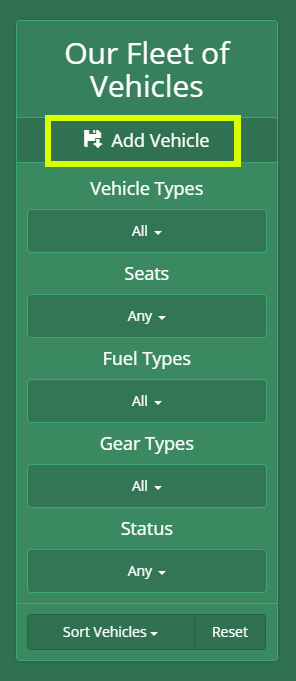 Our Fleet of
Vehicles
Add Vehicle
Vehicle Types
All
Seats
Any
Fuel Types
All
Gear Types
All
Status
Any
Sort Vehicles Reset